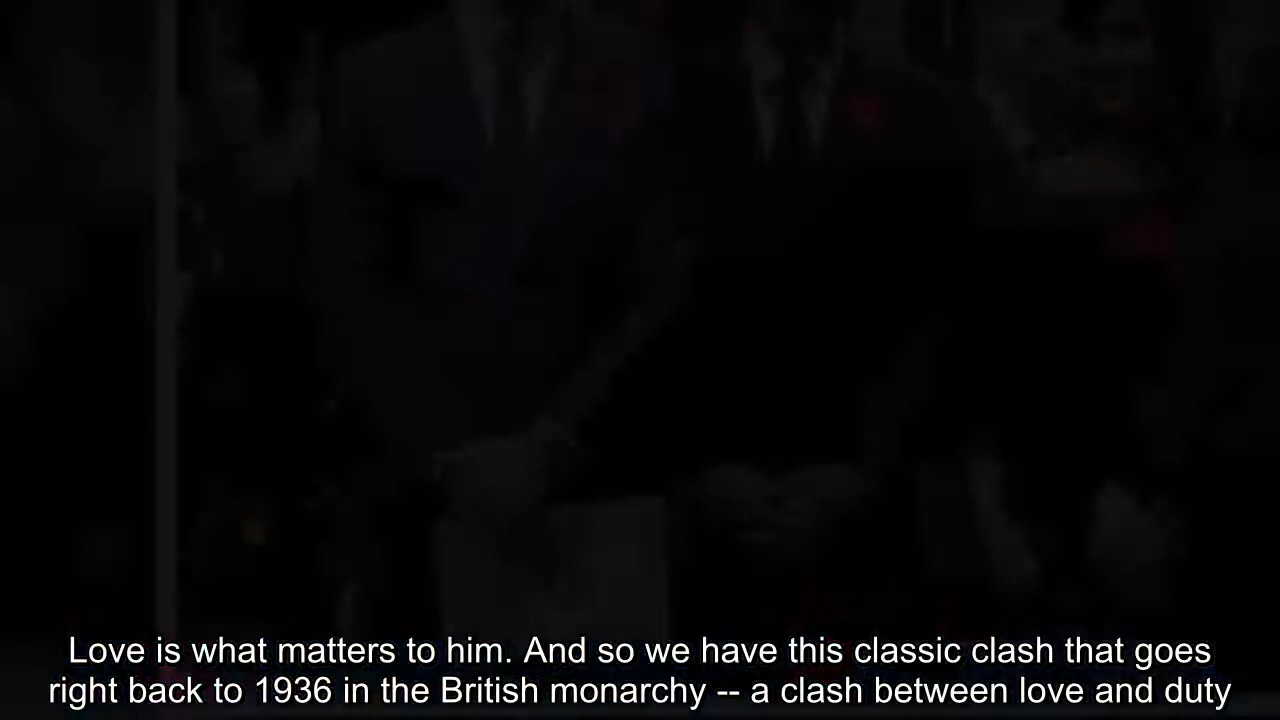 Love is what matters to him. And so we have this classic clash that goes
right back to 1936 in the British monarchy -- a clash between love and duty